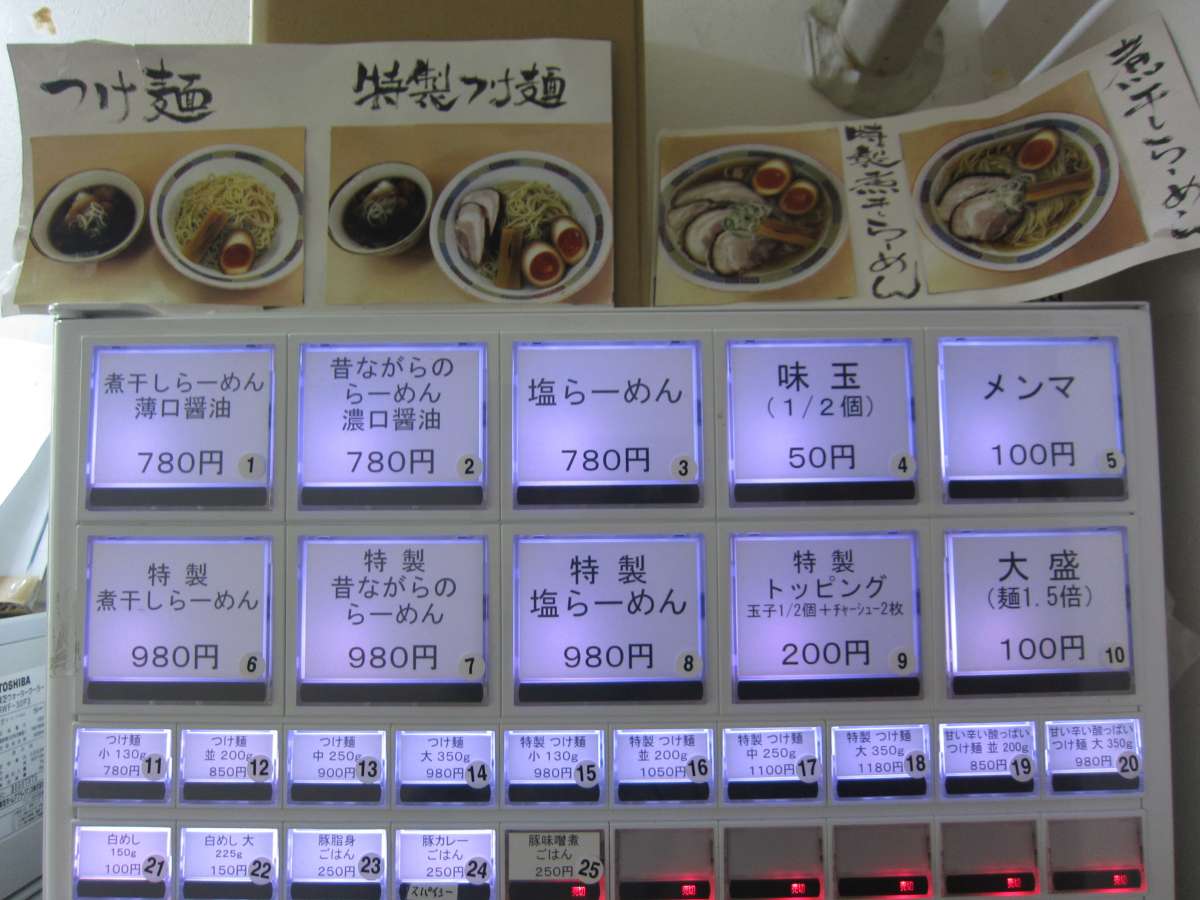 つけ麺
特製つけ麺
特製煮干しらーめん
煮干しらーめん
煮干しらーめん
薄口醤油
780円
1
昔ながらの
らーめん
濃口醤油
780円
2
塩らーめん
780円
3
味玉
(1/2個)
50円
4
メンマ
100円
5
特製
煮干しらーめん
980円
6
特製
昔ながらの
らーめん
980円
7
特製
塩らーめん
980円
8
特製
トッピング
玉子1/2個+チャーシュー2枚
200円
9
大盛
(麺1.5倍)
100円
10
TOSHIBA
つけ麺
小 130g
780円
11
つけ麺
並 200g
850円
12
つけ麺
中 250g
900円
13
つけ麺
大 350g
980円
14
特製 つけ麺
小 130g
980円
15
特製 つけ麺
並 200g
1050円
16
特製 つけ麺
中 250g
1100円
17
特製 つけ麺
大 350g
1180円
18
甘い辛い酸っぱい
つけ麺 並 200g
850円
19
甘い辛い酸っぱい
つけ麺 大 350g
980円
20
白めし
150g
100円
21
白めし 大
225g
150円
22
豚脂身
ごはん
250円
23
豚カレー
ごはん
250円
24
スパイシー
豚味噌煮
ごはん
250円
25
売切
売切
売切
売切
売切
売切